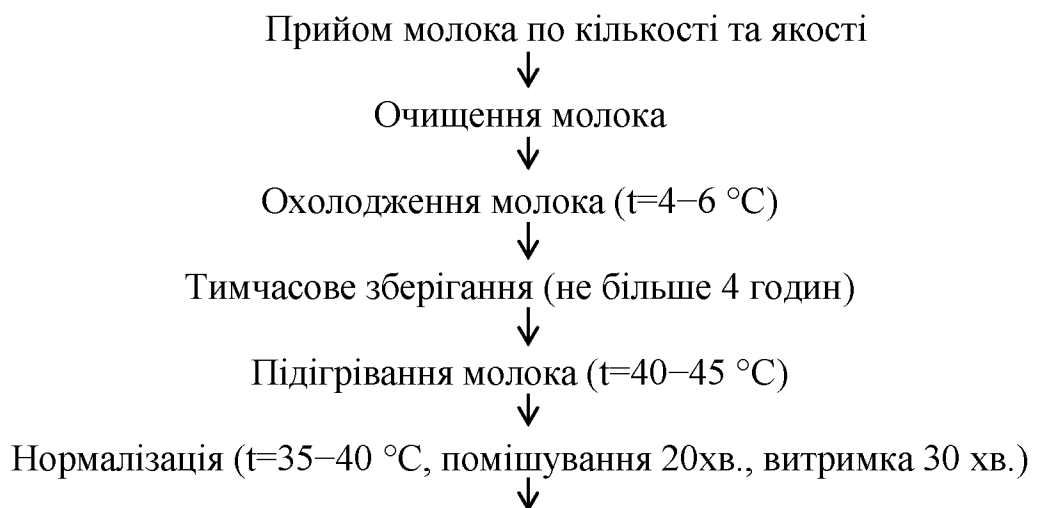 Прийом молока по кількості та якості
Очищення молока
Охолодження молока (t=4−6 °C)
Тимчасове зберігання (не більше 4 годин)
Підігрівання молока (t=40−45 °C)
Нормалізація (t=35−40 °C, помішування 20хв., витримка 30 хв.)